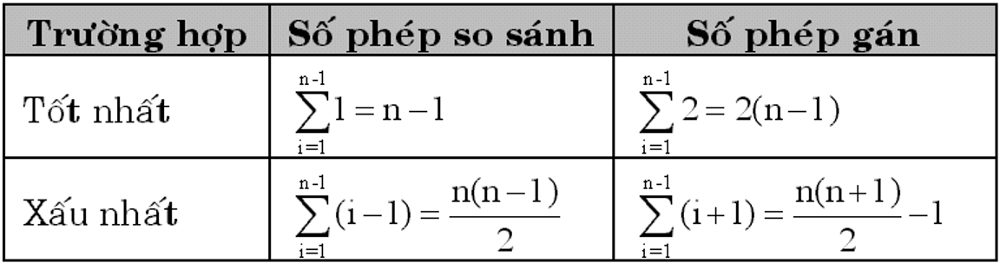 Trường hợp Số phép so sánh Số phép gán
Tốt nhất $\sum_{i=1}^{n-1} 1 = n-1$ $\sum_{i=1}^{n-1} 2 = 2(n-1)$
Xấu nhất $\sum_{i=1}^{n-1} (i-1) = \frac{n(n-1)}{2}$ $\sum_{i=1}^{n-1} (i+1) = \frac{n(n+1)}{2} - 1$